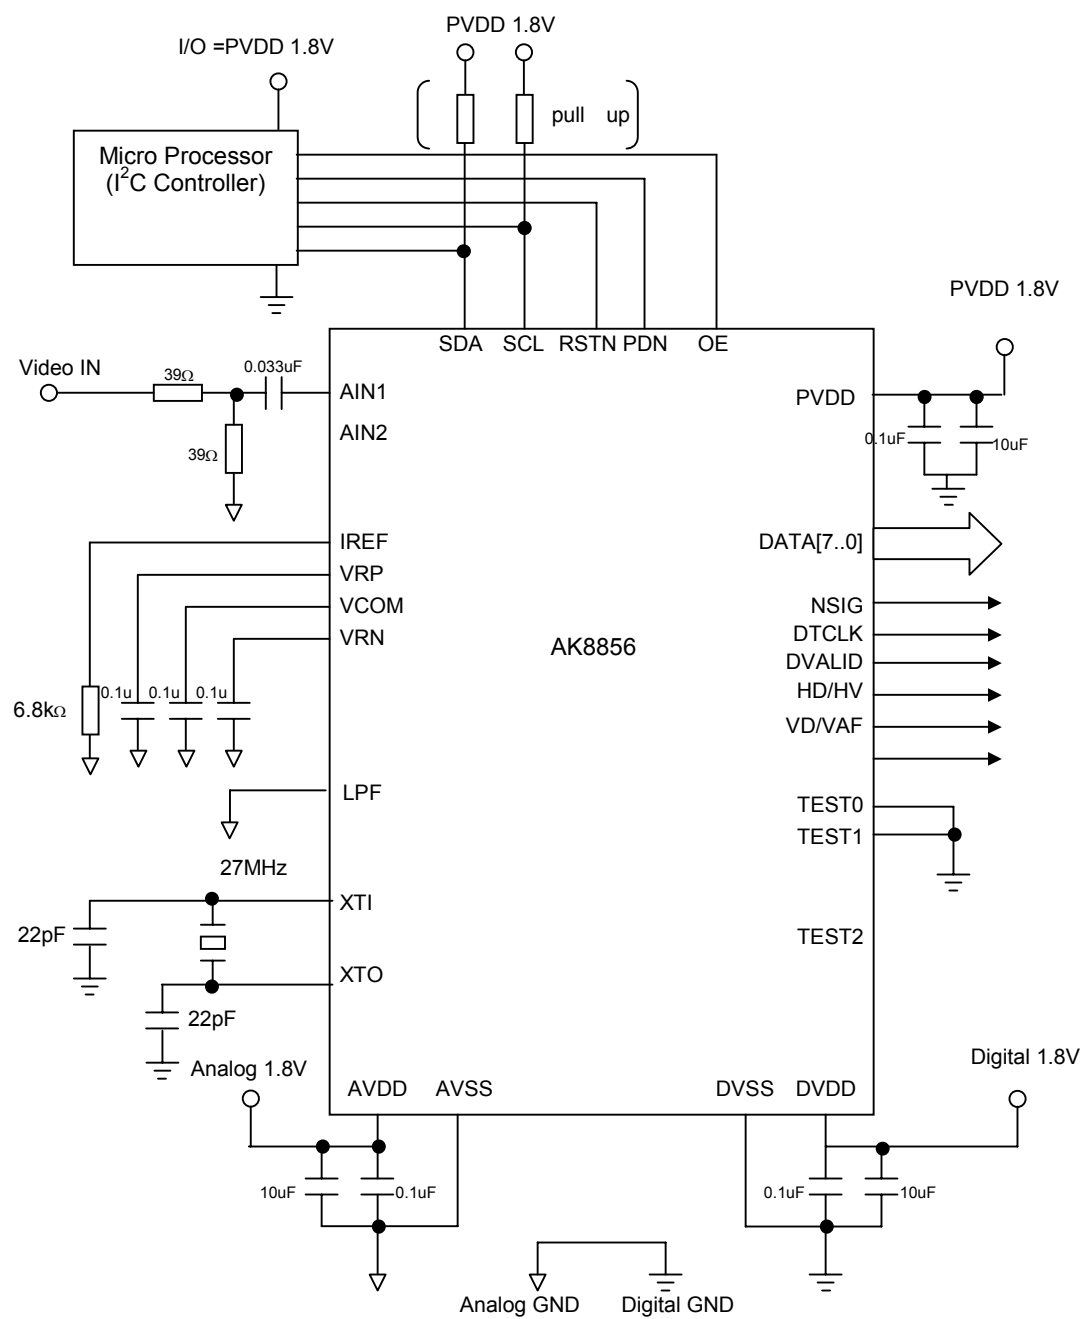 PVDD 1.8V
I/O =PVDD 1.8V
pull up
Micro Processor
(I²C Controller)
PVDD 1.8V
SDA SCL RSTN PDN OE
Video IN
39Ω
0.033uF
AIN1
PVDD
AIN2
39Ω
0.1uF
10uF
IREF
DATA[7..0]
VRP
VCOM
NSIG
VRN
DTCLK
AK8856
DVALID
HD/HV
0.1u 0.1u 0.1u
6.8kΩ
VD/VAF
LPF
TEST0
TEST1
27MHz
XTI
22pF
TEST2
XTO
22pF
Analog 1.8V
Digital 1.8V
AVDD AVSS DVSS DVDD
10uF
0.1uF
0.1uF
10uF
Analog GND
Digital GND